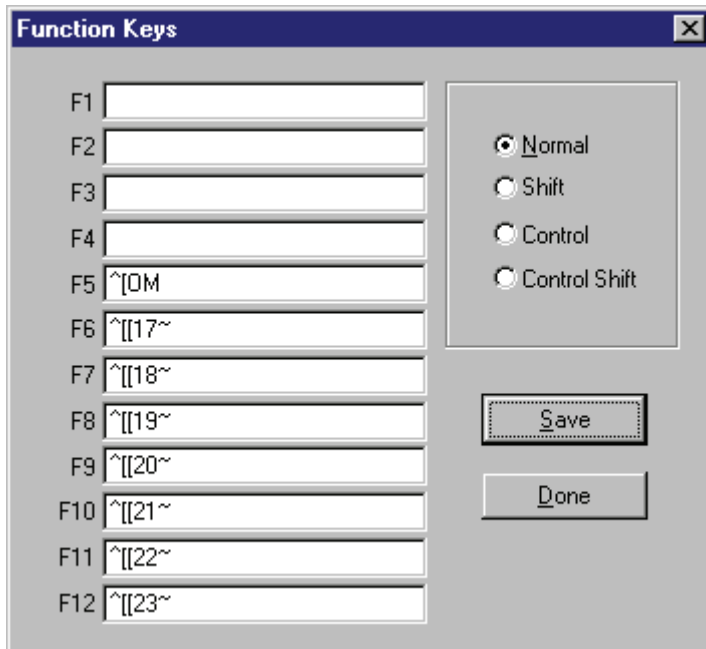 Function Keys
F1
F2
F3
F4
F5 ^[OM
F6 ^[[17~
F7 ^[[18~
F8 ^[[19~
F9 ^[[20~
F10 ^[[21~
F11 ^[[22~
F12 ^[[23~
Normal
Shift
Control
Control Shift
Save
Done